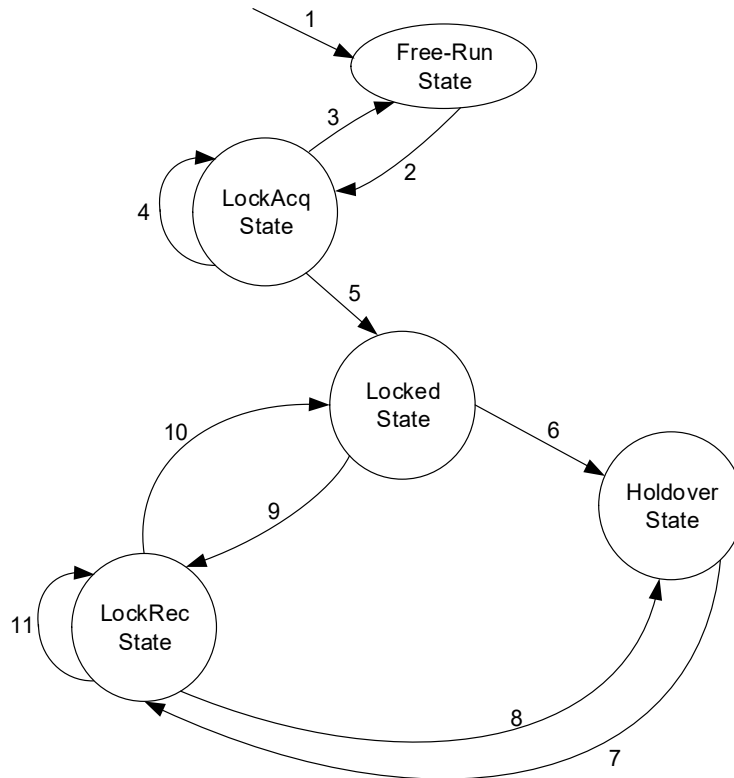 1
Free-Run
State
3
2
LockAcq
State
4
5
Locked
State
10
6
Holdover
State
9
LockRec
State
11
8
7